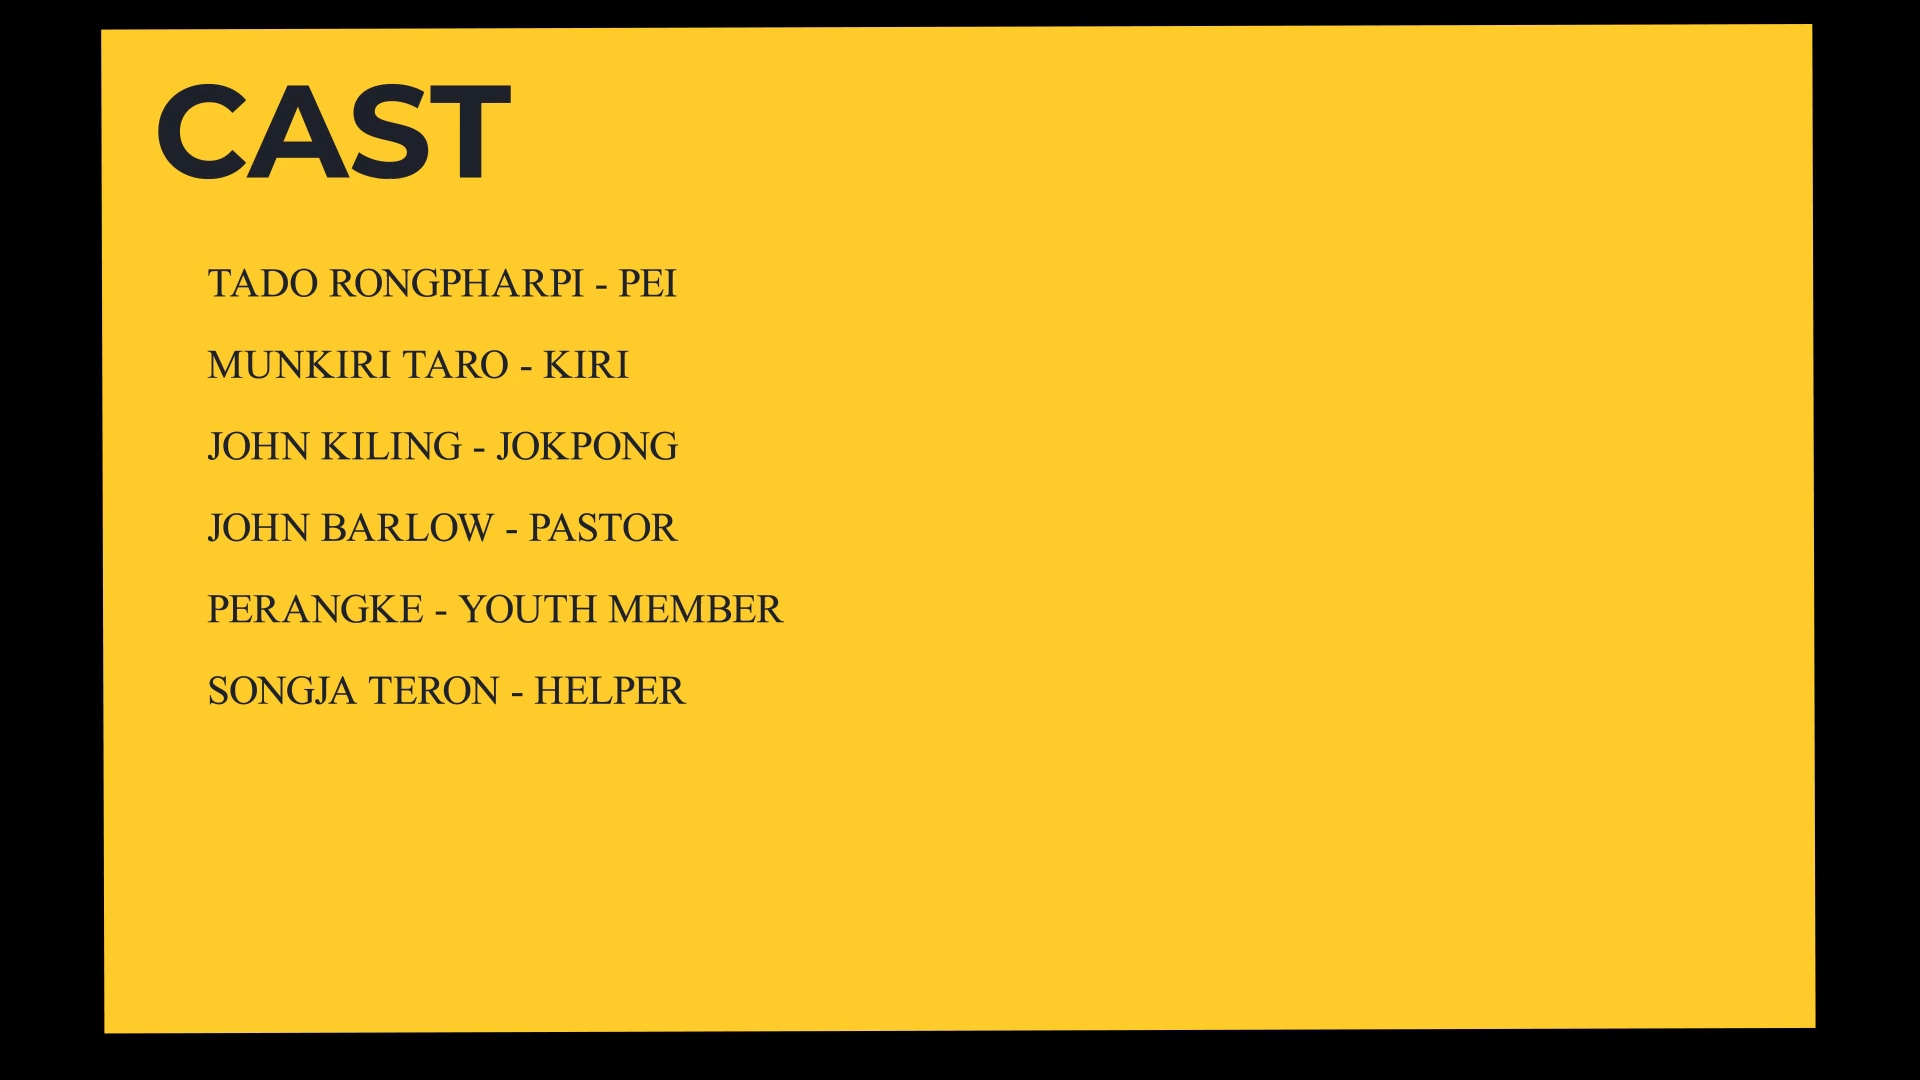 CAST
TADO RONGPHARPI - PEI
MUNKIRI TARO - KIRI
JOHN KILING - JOKPONG
JOHN BARLOW - PASTOR
PERANGKE - YOUTH MEMBER
SONGJA TERON - HELPER